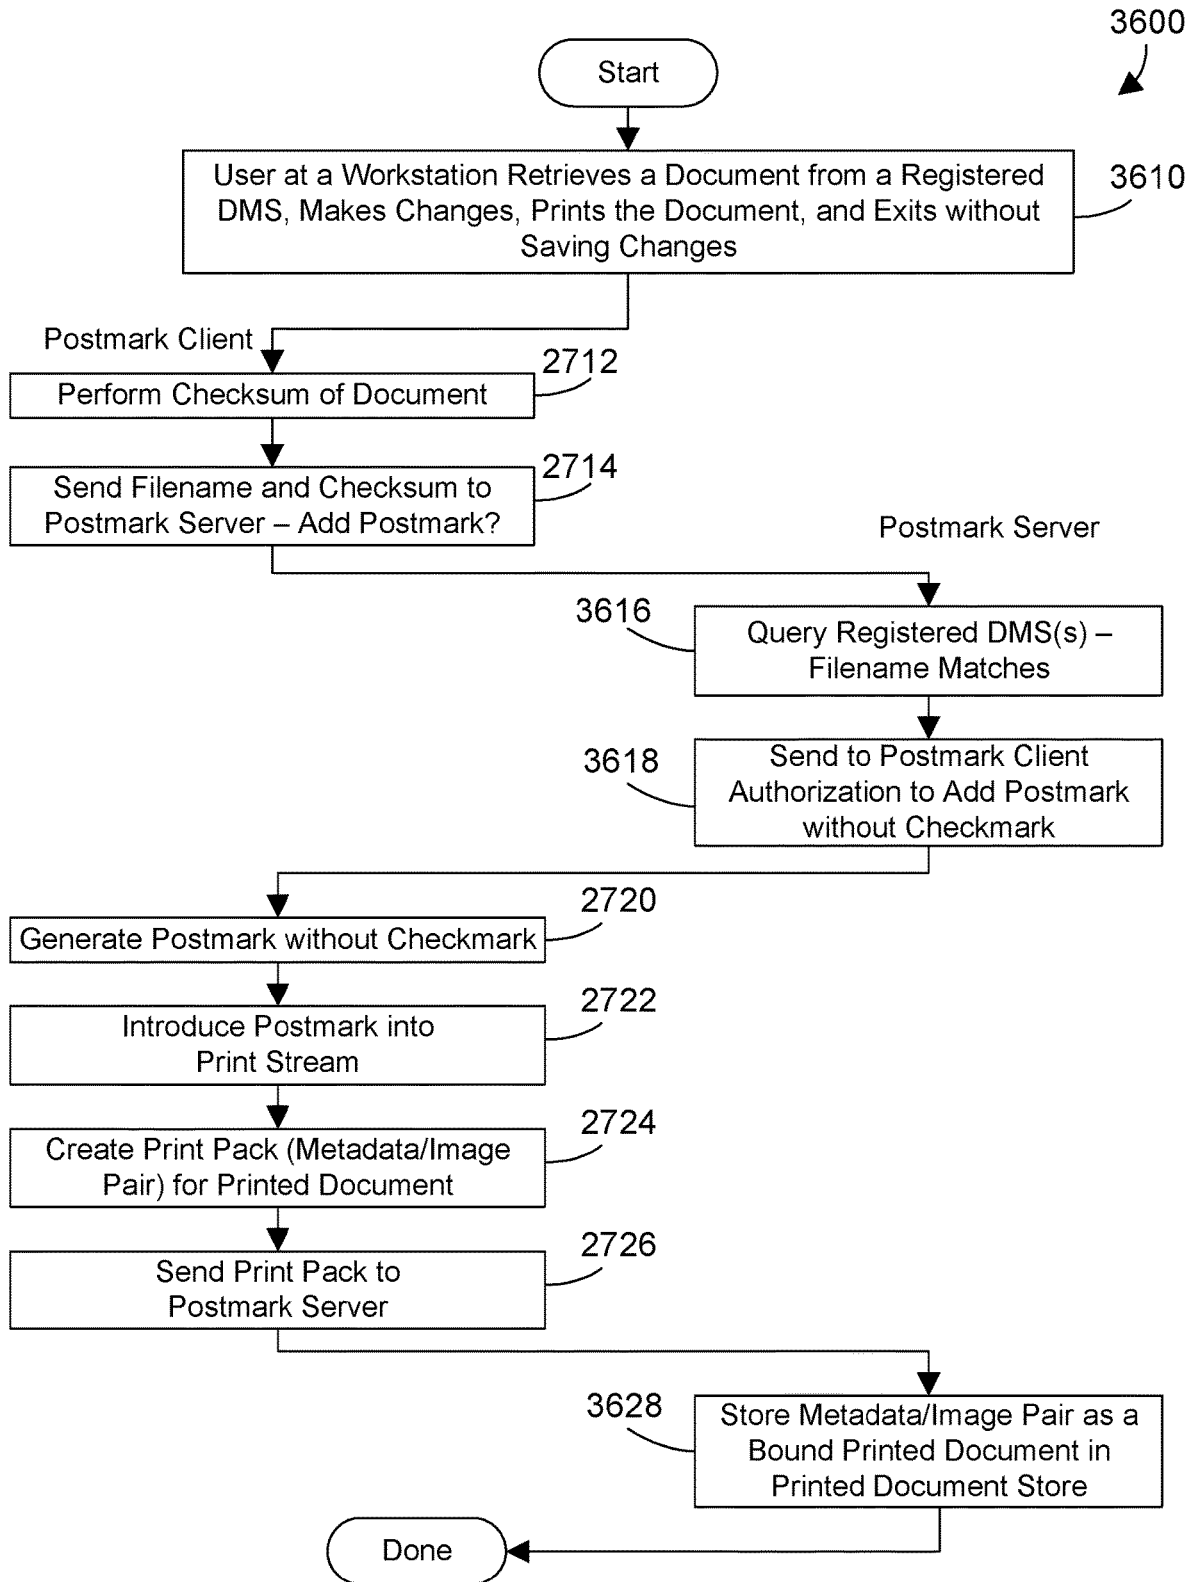 3600
Start
User at a Workstation Retrieves a Document from a Registered
DMS, Makes Changes, Prints the Document, and Exits without
Saving Changes
3610
Postmark Client
2712
Perform Checksum of Document
2714
Send Filename and Checksum to
Postmark Server – Add Postmark?
Postmark Server
3616
Query Registered DMS(s) –
Filename Matches
3618
Send to Postmark Client
Authorization to Add Postmark
without Checkmark
2720
Generate Postmark without Checkmark
2722
Introduce Postmark into
Print Stream
2724
Create Print Pack (Metadata/Image
Pair) for Printed Document
2726
Send Print Pack to
Postmark Server
3628
Store Metadata/Image Pair as a
Bound Printed Document in
Printed Document Store
Done